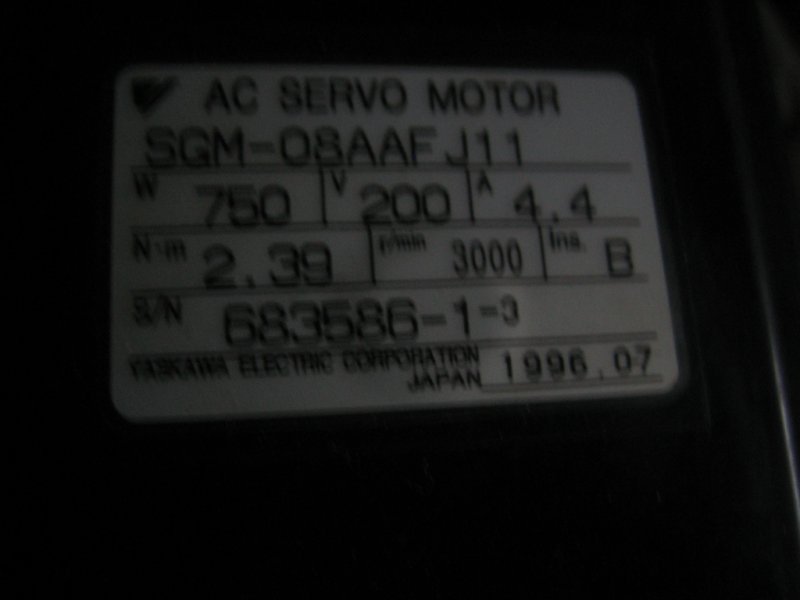 AC SERVO MOTOR
SGM-08AAFJ11
W 750 V 200 A 4.4
N·m 2.39 r/min 3000 Ins. B
S/N 683586-1-3
YASKAWA ELECTRIC CORPORATION
JAPAN 1996.07